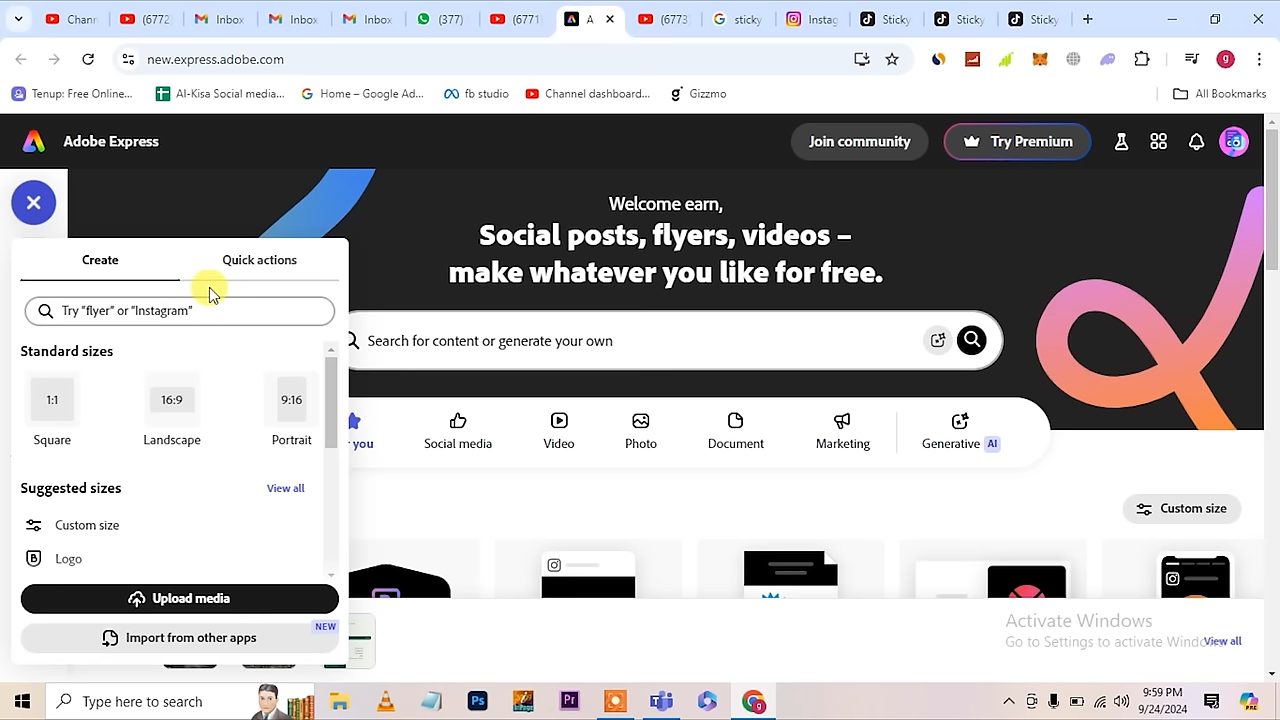 Chann
(6772
Inbo
Inbo
Inbox
(377)
(6771
A
(6773
sticky
Instag
Sticky
Sticky
Sticky
new.express.adobe.com
g
Tenup: Free Online...
Al-Kisa Social media...
Home – Google Ad...
fb studio
Channel dashboard...
Gizzmo
All Bookmarks
Adobe Express
Join community
Try Premium
Welcome earn,
Social posts, flyers, videos –
make whatever you like for free.
Create
Quick actions
Try "flyer" or "Instagram"
Search for content or generate your own
Standard sizes
1:1
16:9
9:16
Square
Landscape
Portrait
you
Social media
Video
Photo
Document
Marketing
Generative AI
Suggested sizes
View all
Custom size
Custom size
Logo
Upload media
Import from other apps
NEW
Activate Windows
Go to Settings to activate Windows.
View all
Type here to search
Ps
Pr
9:59 PM
9/24/2024